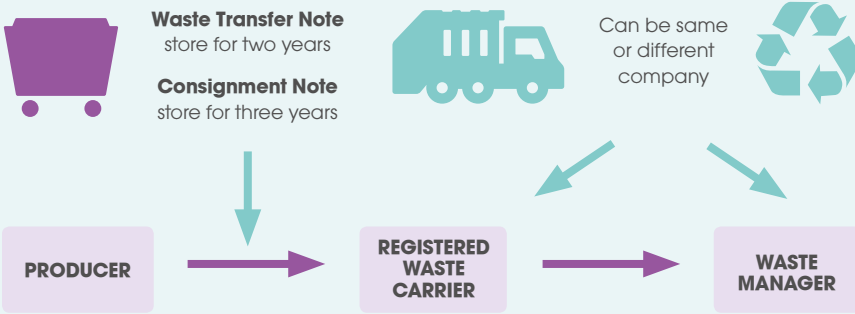 Waste Transfer Note
store for two years
Consignment Note
store for three years
Can be same
or different
company
PRODUCER
REGISTERED
WASTE
CARRIER
WASTE
MANAGER